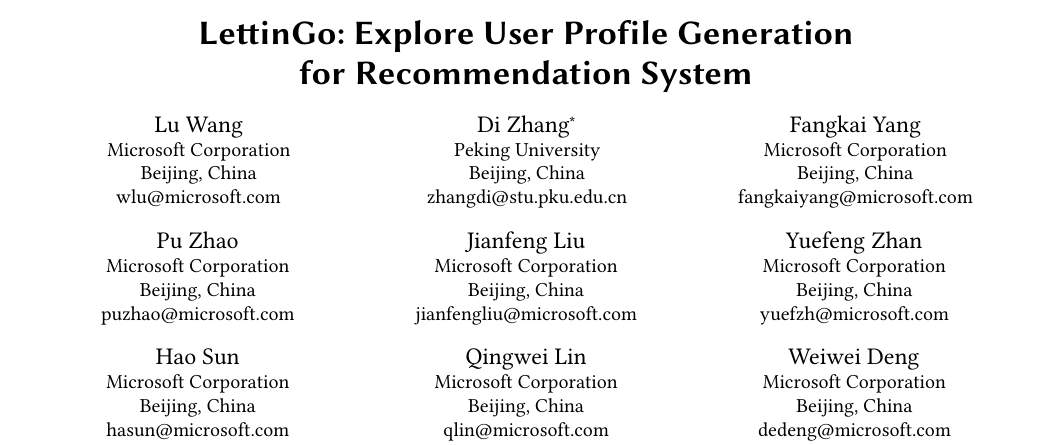 LettinGo: Explore User Profile Generation
for Recommendation System
Lu Wang
Microsoft Corporation
Beijing, China
wlu@microsoft.com
Di Zhang*
Peking University
Beijing, China
zhangdi@stu.pku.edu.cn
Fangkai Yang
Microsoft Corporation
Beijing, China
fangkaiyang@microsoft.com
Pu Zhao
Microsoft Corporation
Beijing, China
puzhao@microsoft.com
Jianfeng Liu
Microsoft Corporation
Beijing, China
jianfengliu@microsoft.com
Yuefeng Zhan
Microsoft Corporation
Beijing, China
yuefzh@microsoft.com
Hao Sun
Microsoft Corporation
Beijing, China
hasun@microsoft.com
Qingwei Lin
Microsoft Corporation
Beijing, China
qlin@microsoft.com
Weiwei Deng
Microsoft Corporation
Beijing, China
dedeng@microsoft.com